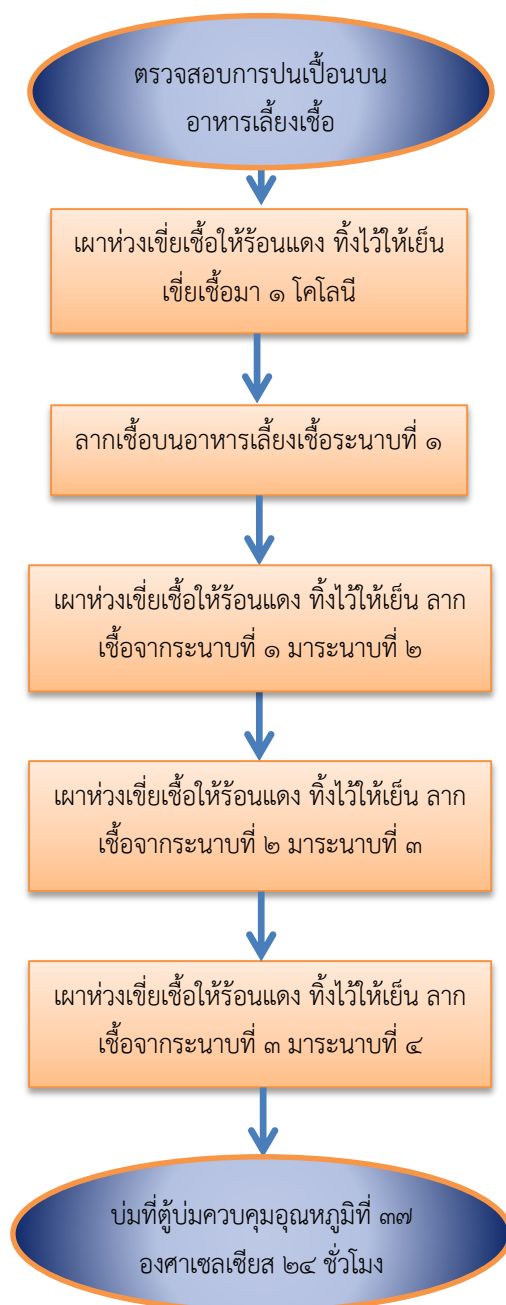 ตรวจสอบการปนเปื้อนบน
อาหารเลี้ยงเชื้อ
เผาห่วงเขี่ยเชื้อให้ร้อนแดง ทิ้งไว้ให้เย็น
เขี่ยเชื้อมา ๑ โคโลนี
ลากเชื้อบนอาหารเลี้ยงเชื้อระนาบที่ ๑
เผาห่วงเขี่ยเชื้อให้ร้อนแดง ทิ้งไว้ให้เย็น ลาก
เชื้อจากระนาบที่ ๑ มาระนาบที่ ๒
เผาห่วงเขี่ยเชื้อให้ร้อนแดง ทิ้งไว้ให้เย็น ลาก
เชื้อจากระนาบที่ ๒ มาระนาบที่ ๓
เผาห่วงเขี่ยเชื้อให้ร้อนแดง ทิ้งไว้ให้เย็น ลาก
เชื้อจากระนาบที่ ๓ มาระนาบที่ ๔
บ่มที่ตู้บ่มควบคุมอุณหภูมิที่ ๓๗
องศาเซลเซียส ๒๔ ชั่วโมง